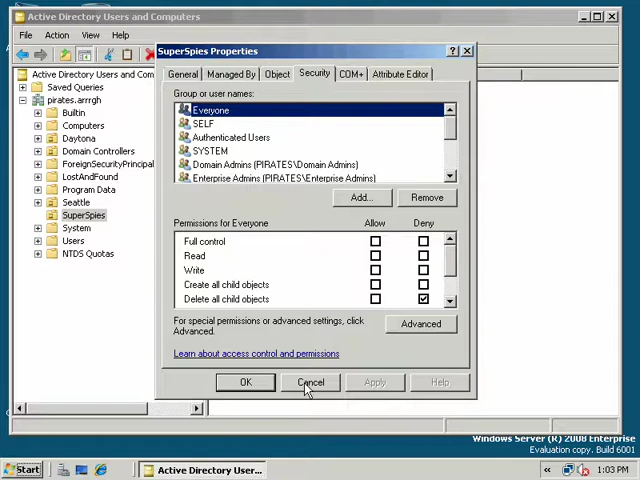 Active Directory Users and Computers
File Action View Help
Active Directory Users and Comp
Saved Queries
pirates.arrrgh
Builtin
Computers
Daytona
Domain Controllers
ForeignSecurityPrincipal
LostAndFound
Program Data
Seattle
SuperSpies
System
Users
NTDS Quotas
SuperSpies Properties
General Managed By Object Security COM+ Attribute Editor
Group or user names:
Everyone
SELF
Authenticated Users
SYSTEM
Domain Admins (PIRATES\Domain Admins)
Enterprise Admins (PIRATES\Enterprise Admins)
Add... Remove
Permissions for Everyone Allow Deny
Full control
Read
Write
Create all child objects
Delete all child objects
For special permissions or advanced settings, click
Advanced.
Advanced
Learn about access control and permissions
OK Cancel Apply Help
Windows Server (R) 2008 Enterprise
Evaluation copy. Build 6001
Start Active Directory User... « 1:03 PM